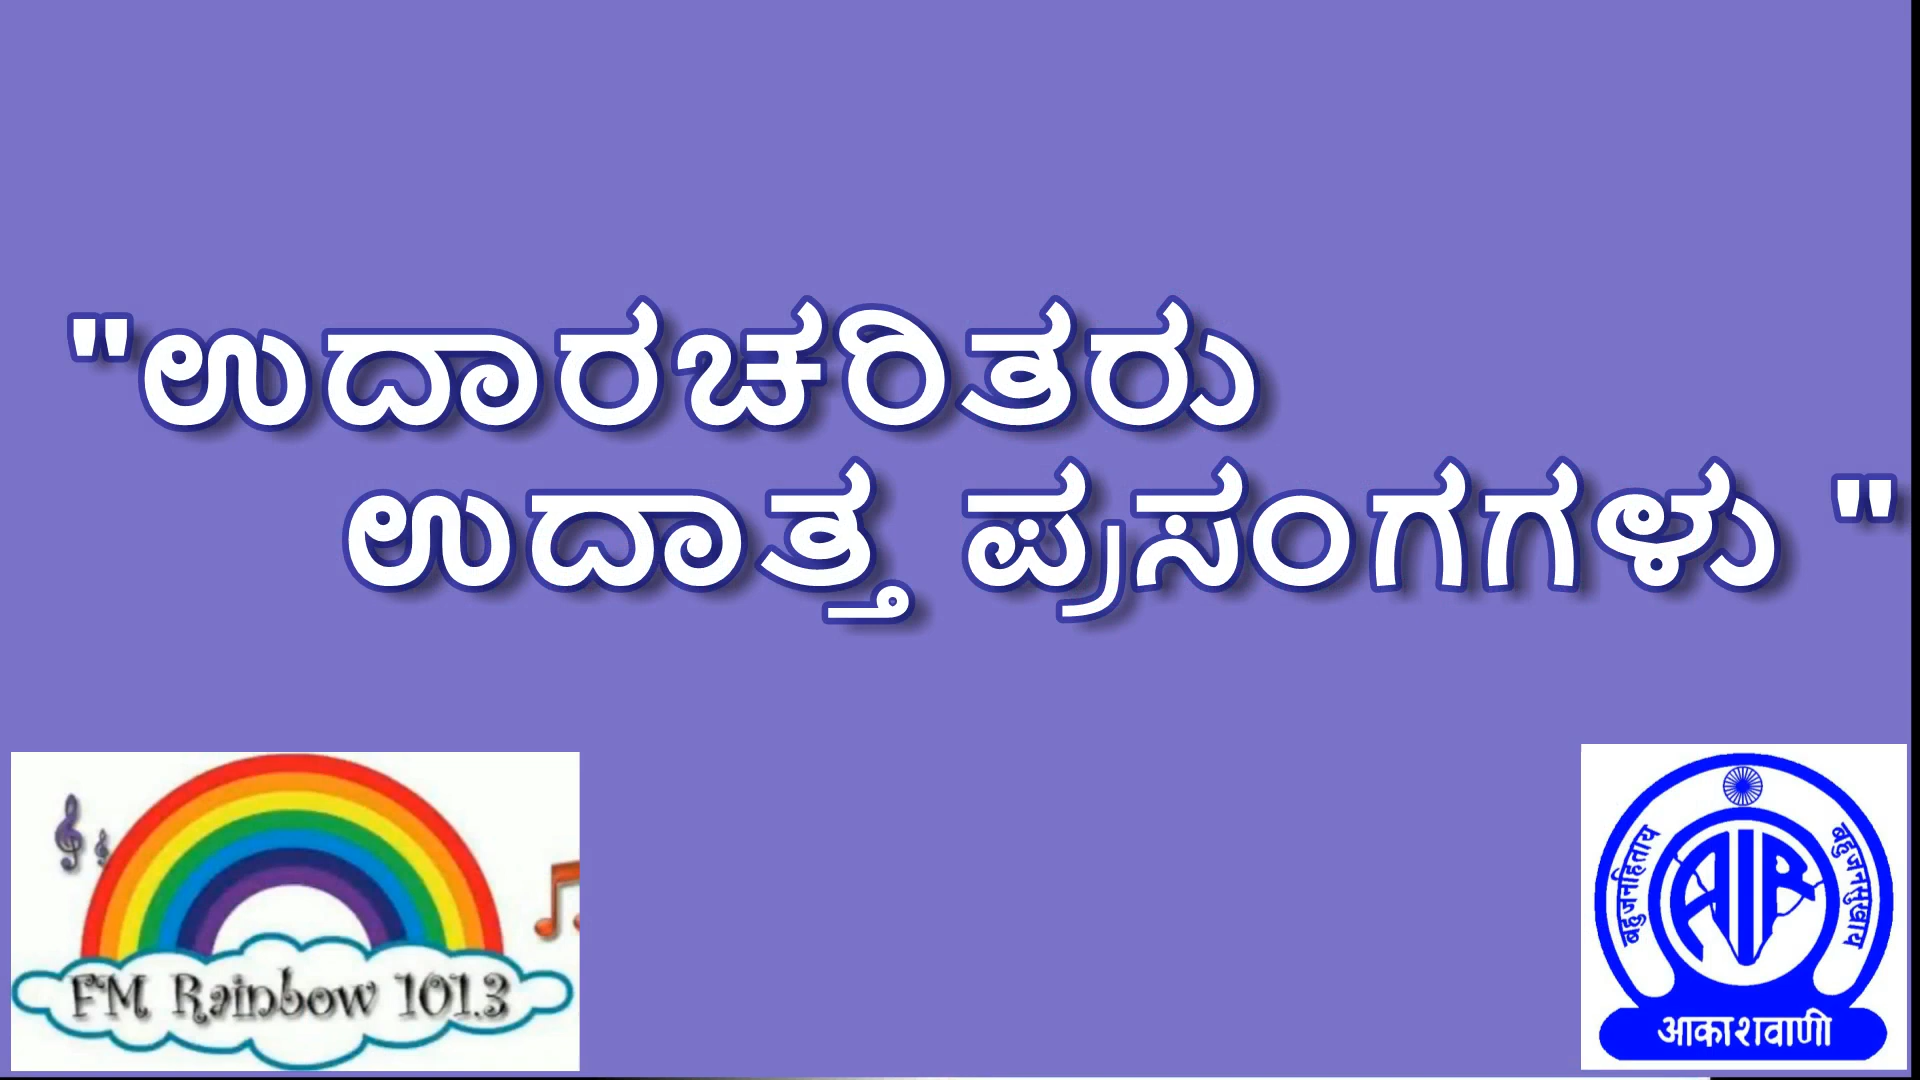 "ಉದಾರಚರಿತರು
ಉದಾತ್ತ ಪ್ರಸಂಗಗಳು "
FM Rainbow 101.3
बहुजनहिताय
बहुजनसुखाय
AIR
आकाशवाणी